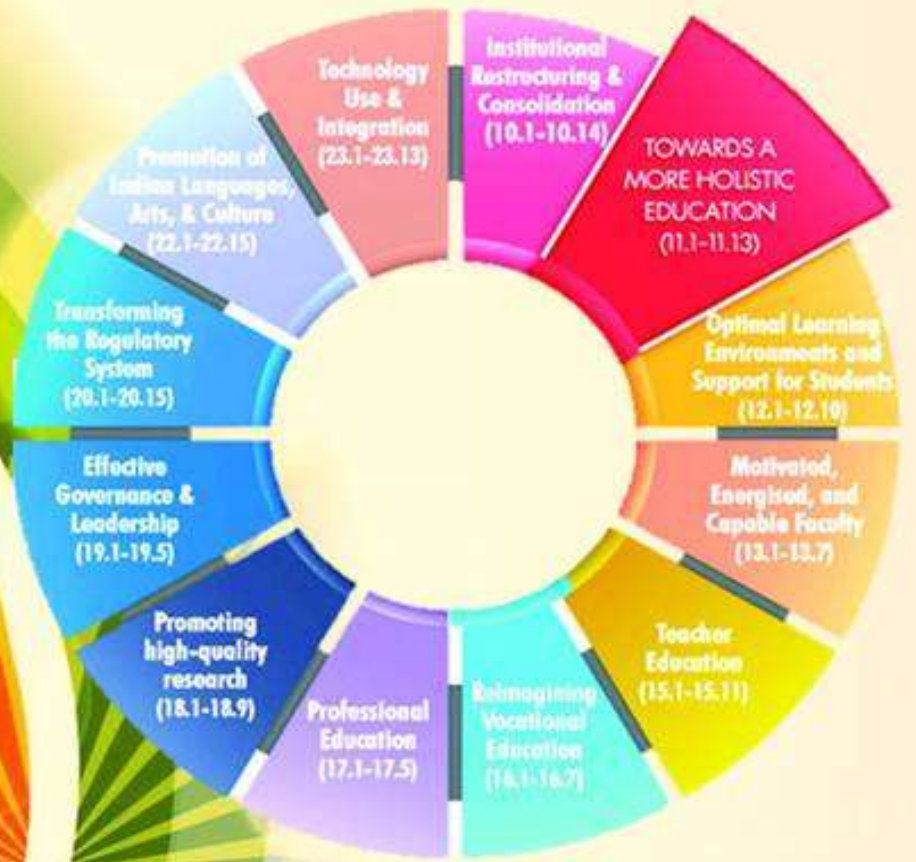 Institutional
Restructuring &
Consolidation
(10.1-10.14)
TOWARDS A
MORE HOLISTIC
EDUCATION
(11.1-11.13)
Optimal Learning
Environments and
Support for Students
(12.1-12.10)
Motivated,
Energised, and
Capable Faculty
(13.1-13.7)
Teacher
Education
(15.1-15.11)
Reimagining
Vocational
Education
(16.1-16.7)
Professional
Education
(17.1-17.5)
Promoting
high-quality
research
(18.1-18.9)
Effective
Governance &
Leadership
(19.1-19.5)
Transforming
the Regulatory
System
(20.1-20.15)
Promotion of
Indian Languages,
Arts, & Culture
(22.1-22.15)
Technology
Use &
Integration
(23.1-23.13)